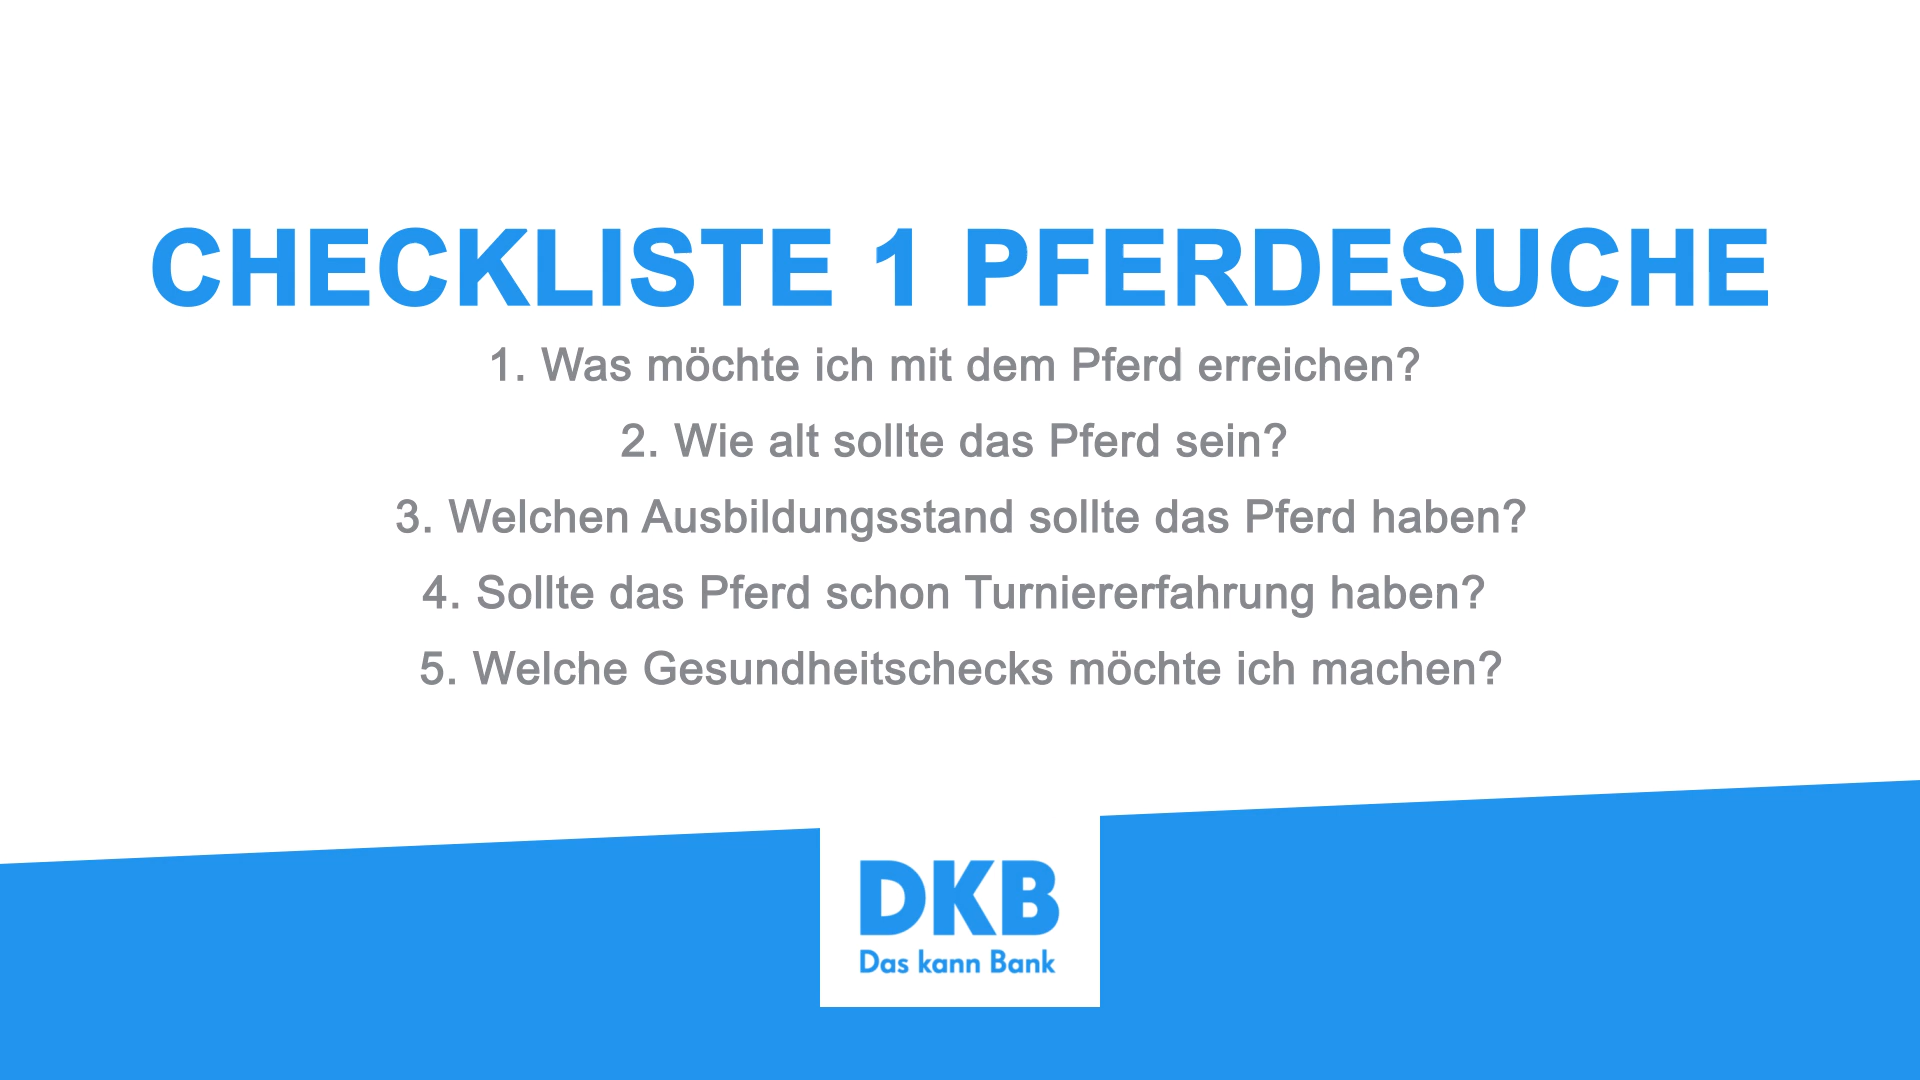 CHECKLISTE 1 PFERDESUCHE
1. Was möchte ich mit dem Pferd erreichen?
2. Wie alt sollte das Pferd sein?
3. Welchen Ausbildungsstand sollte das Pferd haben?
4. Sollte das Pferd schon Turniererfahrung haben?
5. Welche Gesundheitschecks möchte ich machen?
DKB
Das kann Bank